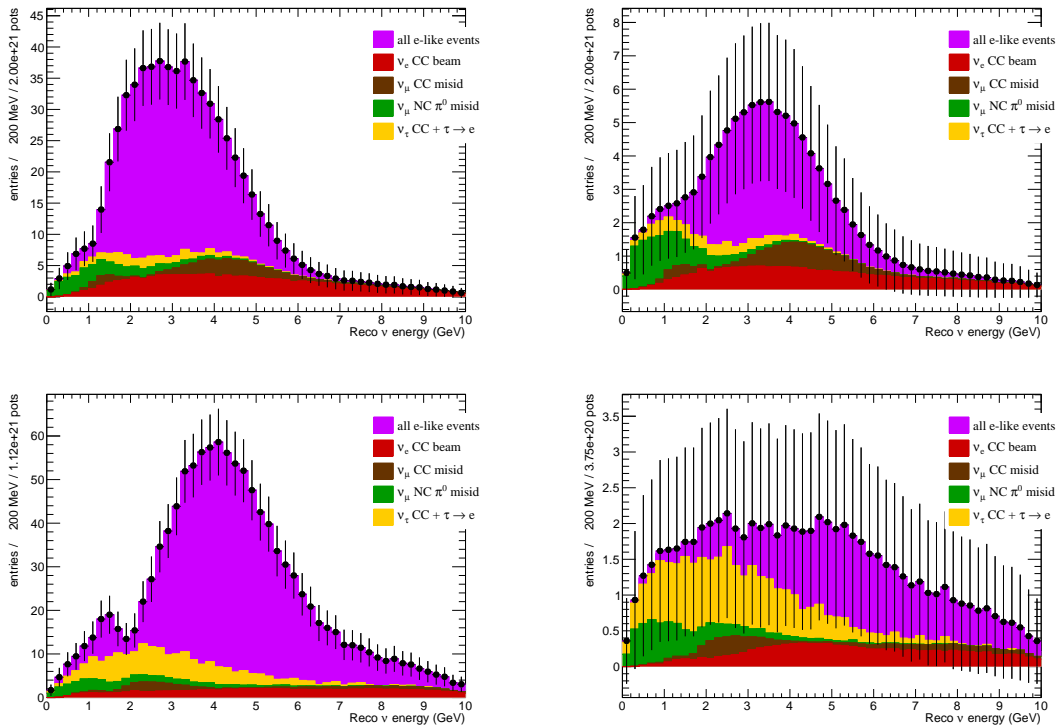 entries / 200 MeV / 2.00e+21 pots
45
40
35
30
25
20
15
10
5
0
all e-like events
νe CC beam
νμ CC misid
νμ NC π⁰ misid
ντ CC + τ → e
0 1 2 3 4 5 6 7 8 9 10
Reco ν energy (GeV)
entries / 200 MeV / 2.00e+21 pots
8
7
6
5
4
3
2
1
0
all e-like events
νe CC beam
νμ CC misid
νμ NC π⁰ misid
ντ CC + τ → e
0 1 2 3 4 5 6 7 8 9 10
Reco ν energy (GeV)
entries / 200 MeV / 1.12e+21 pots
60
50
40
30
20
10
0
all e-like events
νe CC beam
νμ CC misid
νμ NC π⁰ misid
ντ CC + τ → e
0 1 2 3 4 5 6 7 8 9 10
Reco ν energy (GeV)
entries / 200 MeV / 3.75e+20 pots
3.5
3
2.5
2
1.5
1
0.5
0
all e-like events
νe CC beam
νμ CC misid
νμ NC π⁰ misid
ντ CC + τ → e
0 1 2 3 4 5 6 7 8 9 10
Reco ν energy (GeV)